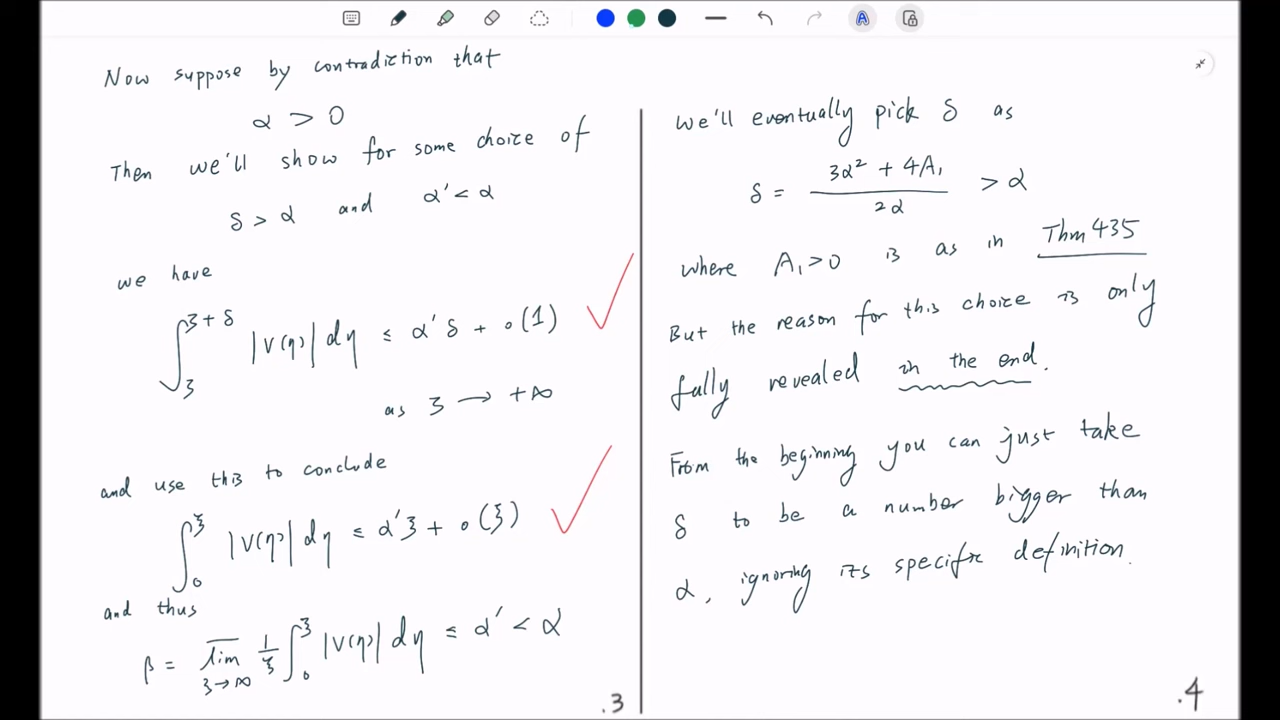 Now suppose by contradiction that
α > 0
Then we'll show for some choice of
δ > α and α' < α
we have
∫_ξ^{ξ+δ} |V(η)| dη ≤ α'δ + o(1)
as ξ → +∞
and use this to conclude
∫_0^ξ |V(η)| dη ≤ α'ξ + o(ξ)
and thus
β = \overline{lim}_{ξ→∞} 1/ξ ∫_0^ξ |V(η)| dη ≤ α' < α
.3
We'll eventually pick δ as
δ = (3α² + 4A₁)/(2α) > α
where A₁>0 is as in Thm 435
But the reason for this choice is only
fully revealed in the end.
From the beginning you can just take
δ to be a number bigger than
α, ignoring its specific definition.
.4